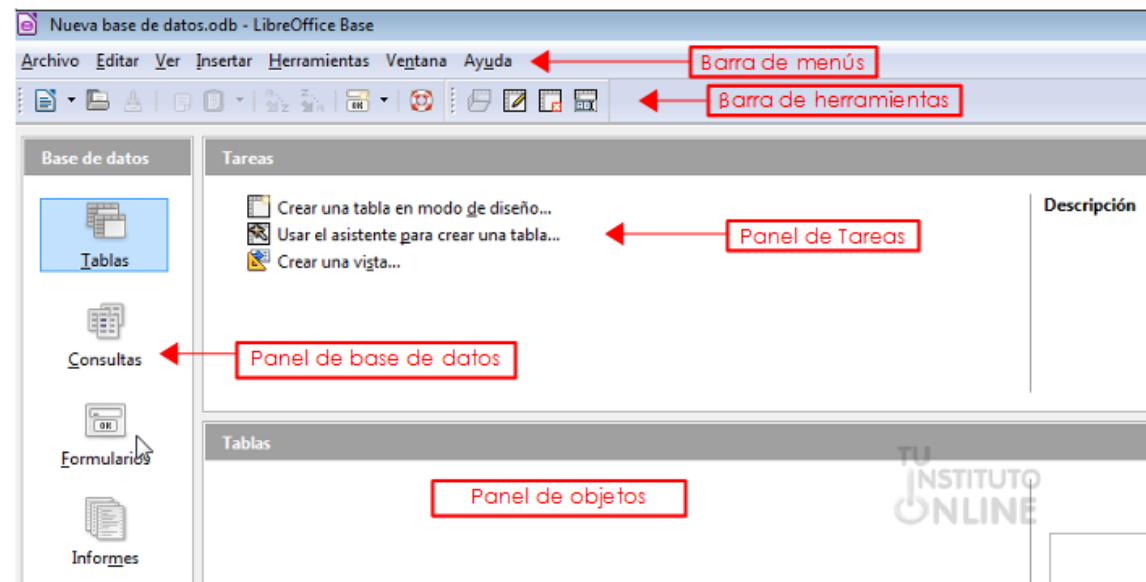 Nueva base de datos.odb - LibreOffice Base
Archivo Editar Ver Insertar Herramientas Ventana Ayuda
Barra de menús
Barra de herramientas
Base de datos
Tareas
Crear una tabla en modo de diseño...
Descripción
Usar el asistente para crear una tabla...
Panel de Tareas
Crear una vista...
Tablas
Consultas
Panel de base de datos
OK
Formularios
Tablas
Panel de objetos
TU
INSTITUTO
ONLINE
Informes